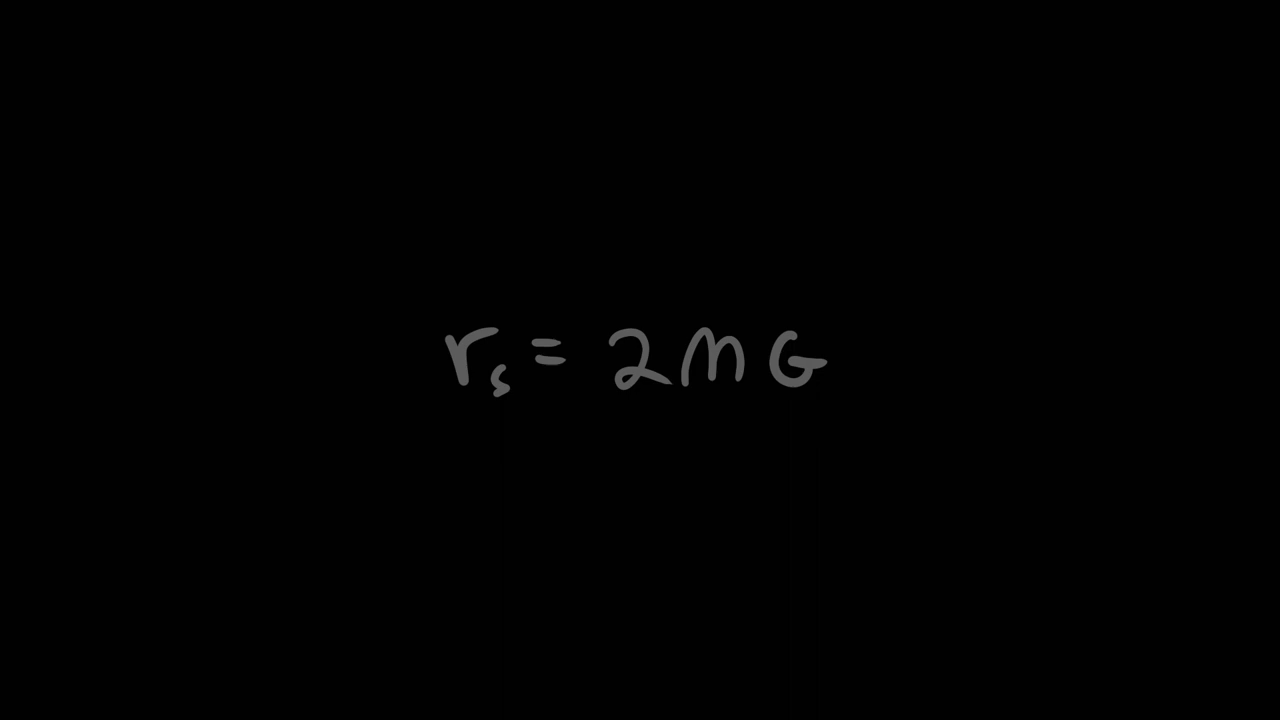 rₛ = 2MG